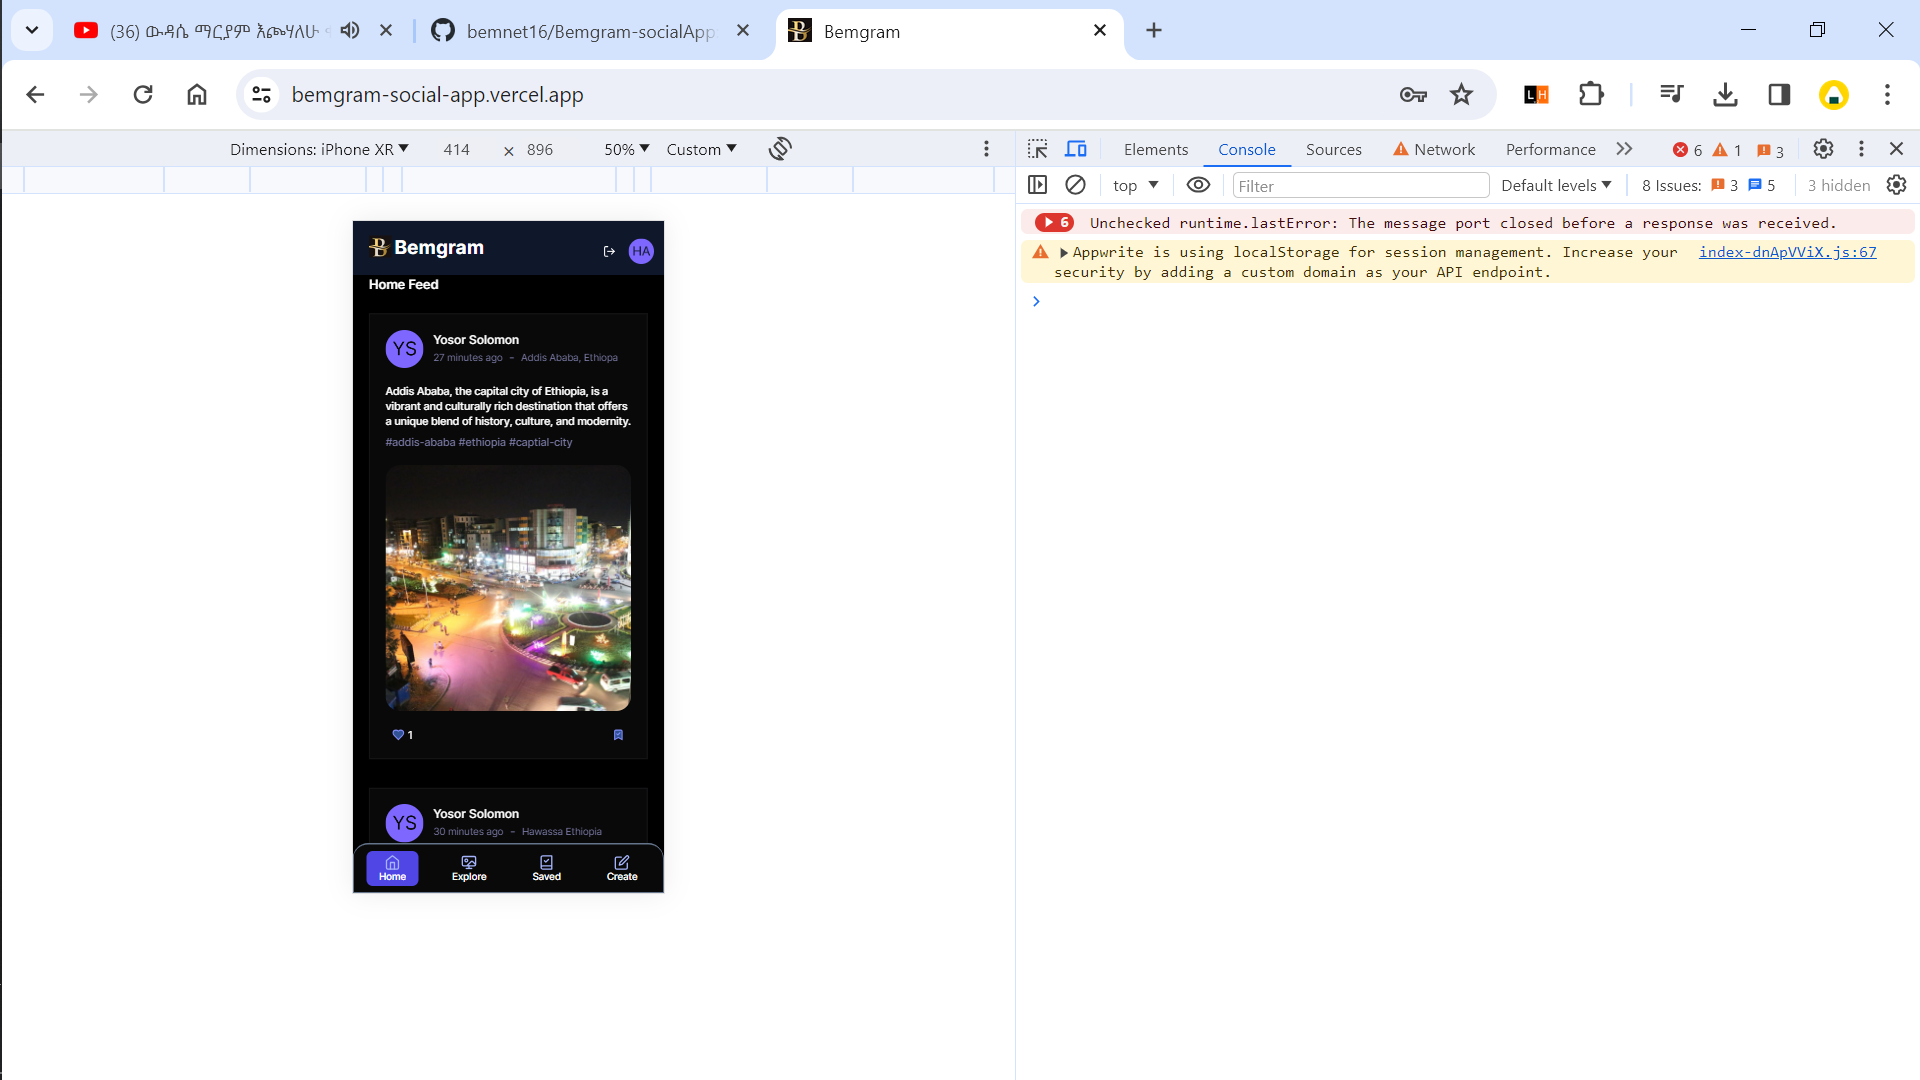 (36) ውዳሴ ማርያም እጮሃለሁ
bemnet16/Bemgram-socialApp
Bemgram
bemgram-social-app.vercel.app
Dimensions: iPhone XR 414 × 896 50% Custom
Elements Console Sources Network Performance 6 1 3
top Filter Default levels 8 Issues: 3 5 3 hidden
6 Unchecked runtime.lastError: The message port closed before a response was received.
Appwrite is using localStorage for session management. Increase your index-dnApVViX.js:67
security by adding a custom domain as your API endpoint.
Bemgram HA
Home Feed
YS Yosor Solomon
27 minutes ago - Addis Ababa, Ethiopa
Addis Ababa, the capital city of Ethiopia, is a
vibrant and culturally rich destination that offers
a unique blend of history, culture, and modernity.
#addis-ababa #ethiopia #captial-city
1
YS Yosor Solomon
30 minutes ago - Hawassa Ethiopia
Home Explore Saved Create